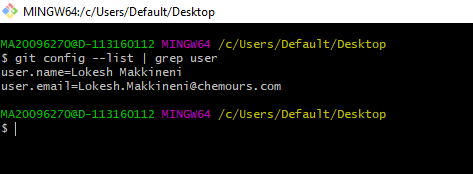 MINGW64:/c/Users/Default/Desktop
MA20096270@D-113160112 MINGW64 /c/Users/Default/Desktop
$ git config --list | grep user
user.name=Lokesh Makkineni
user.email=Lokesh.Makkineni@chemours.com
MA20096270@D-113160112 MINGW64 /c/Users/Default/Desktop
$